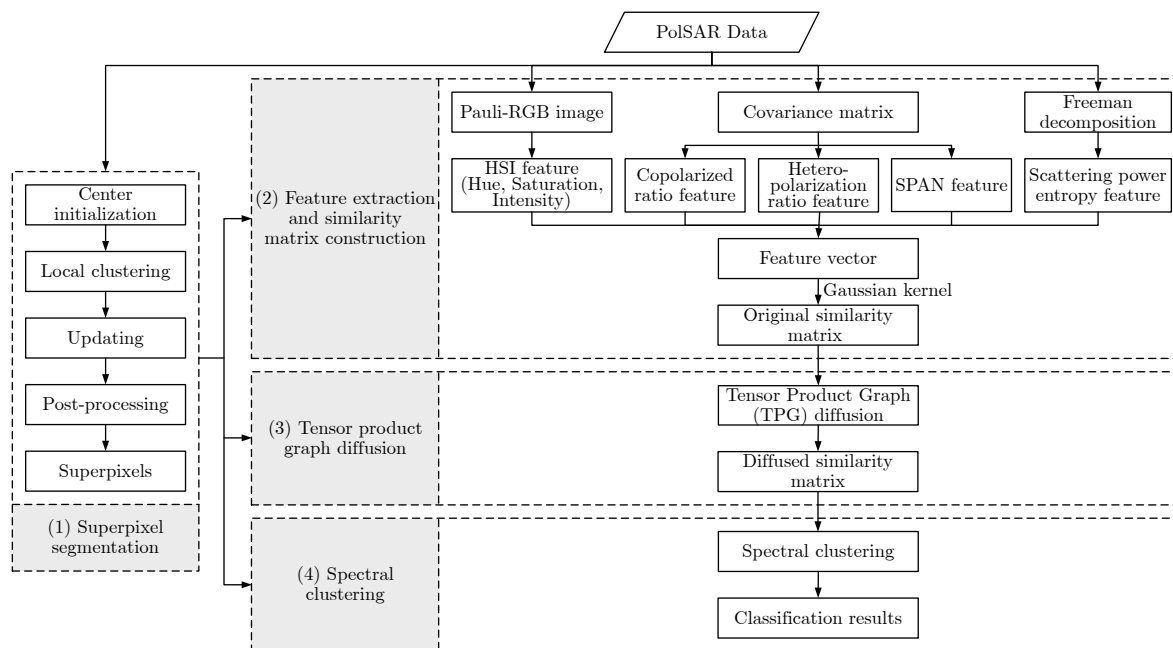 PolSAR Data
Center
initialization
Local clustering
Updating
Post-processing
Superpixels
(1) Superpixel
segmentation
(2) Feature extraction
and similarity
matrix construction
Pauli-RGB image
Covariance matrix
Freeman
decomposition
HSI feature
(Hue, Saturation,
Intensity)
Copolarized
ratio feature
Hetero-
polarization
ratio feature
SPAN feature
Scattering power
entropy feature
Feature vector
Gaussian kernel
Original similarity
matrix
(3) Tensor product
graph diffusion
Tensor Product Graph
(TPG) diffusion
Diffused similarity
matrix
(4) Spectral
clustering
Spectral clustering
Classification results